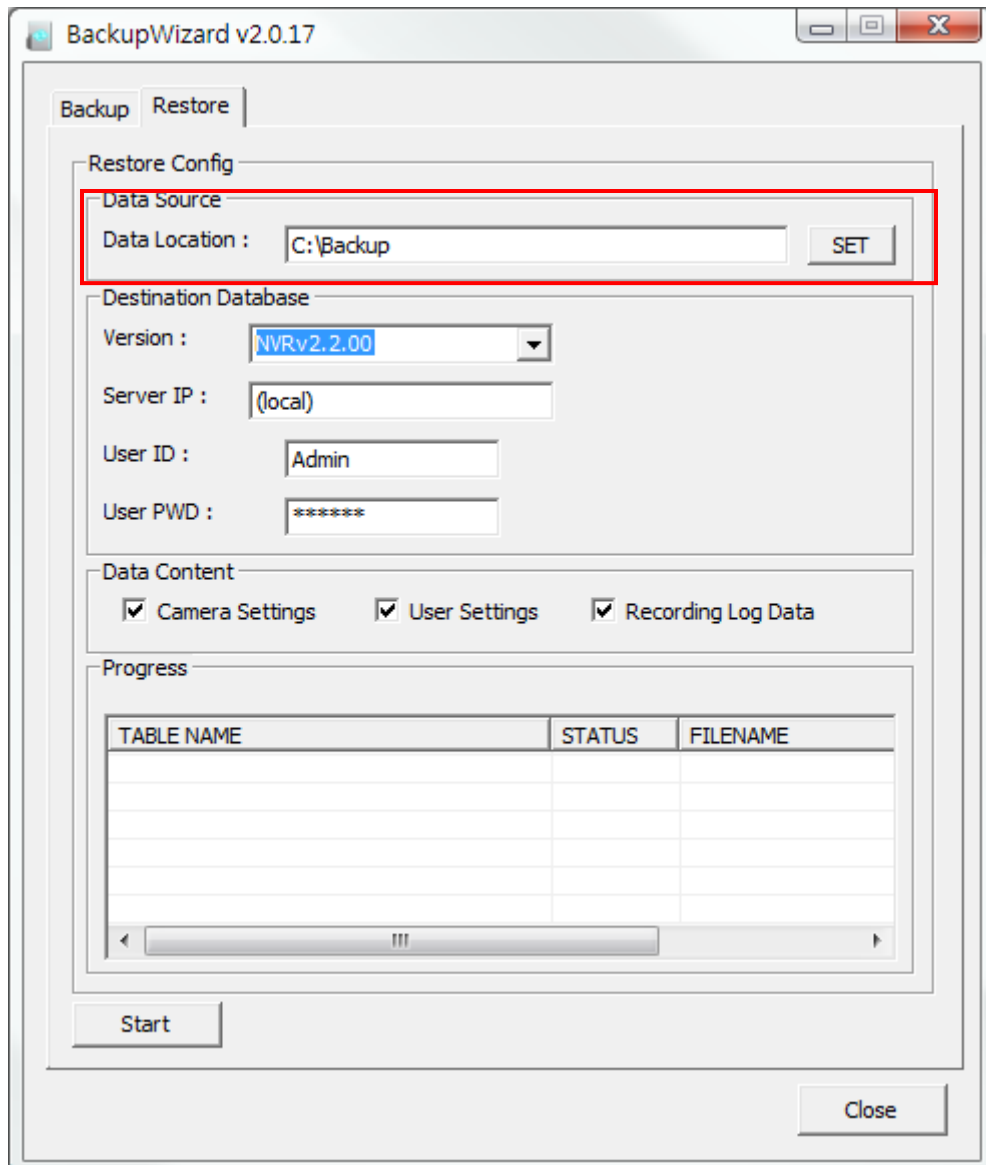 BackupWizard v2.0.17
Backup Restore
Restore Config
Data Source
Data Location : C:\Backup SET
Destination Database
Version : NVRv2.2.00
Server IP : (local)
User ID : Admin
User PWD : ******
Data Content
Camera Settings User Settings Recording Log Data
Progress
TABLE NAME STATUS FILENAME
Start
Close